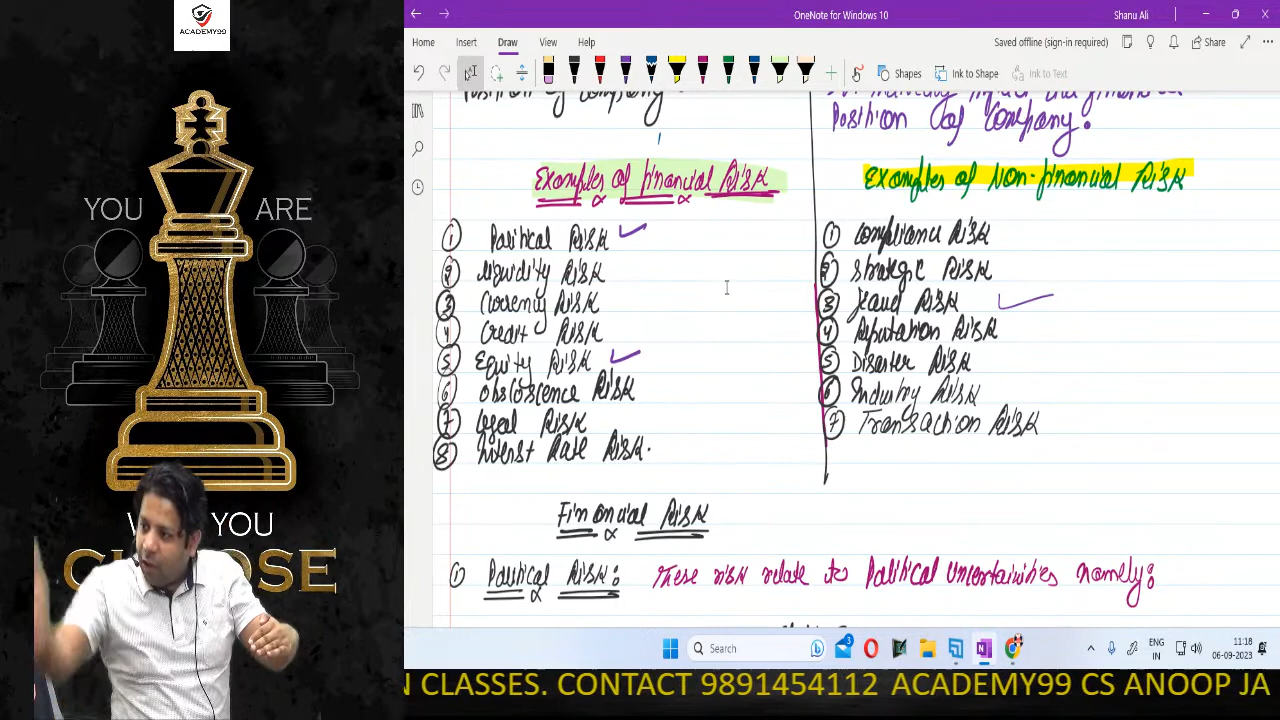 ACADEMY99
YOU ARE
YOU
OSE
OneNote for Windows 10
Shanu Ali
Home Insert Draw View Help
Saved offline (sign-in required)
Share
Shapes
Ink to Shape
Ink to Text
Position of Company
Position of Company.
Examples of Financial Risk
① Political Risk
② Liquidity Risk
③ Currency Risk
④ Credit Risk
⑤ Equity Risk
⑥ Obsolscence Risk
⑦ Legal Risk
⑧ Interst Rate Risk.
Examples of Non-Financial Risk
① Compliance Risk
② Strategic Risk
③ Fraud Risk
④ Reputation Risk
⑤ Disaster Risk
⑥ Industry Risk
⑦ Transaction Risk
Financial Risk
① Political Risk: These risk relate to Political Uncertainities namely:
Search
3
ENG
IN
11:18
06-09-2023
N CLASSES. CONTACT 9891454112 ACADEMY99 CS ANOOP JA